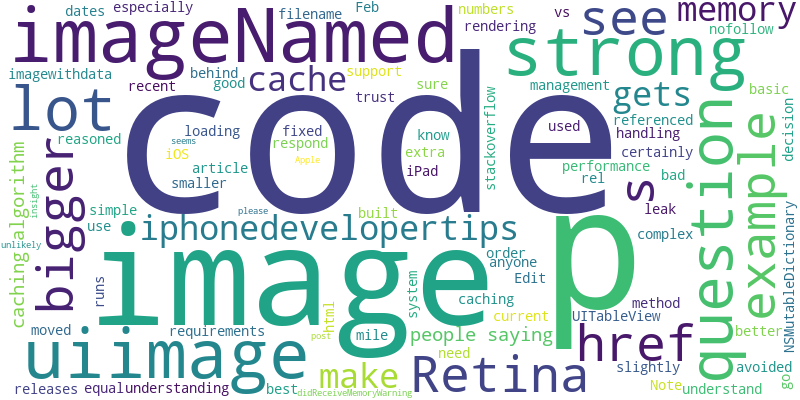 dates
especially
filename
Feb
numbers
memory
imageNamed
see
rendering
vs
nofollow
imagewithdata
behind
cache
support
strong
recent
good
sure
management
basic
lot
code
trust
gets
loading
fixed
respond
know
stackoverflow
referenced
used
handling
reasoned
seems
iOS
article
extra
Apple
iPad
performance
certainly
decision
bigger
smaller
rel
bad
question
example
caching algorithm
insight
simple
built
please
s
leak
use
iphonedevelopertips
order
anyone
p
complex
unlikely
image
Edit
method
NSMutableDictionary
runs
system
caching
UITableView
moved
requirements
html
mile
current
people saying
href
better
post
uiimage
make
need
Retina
slightly
avoided
Note
go
releases
equal
understanding
best
didReceiveMemoryWarning
understand